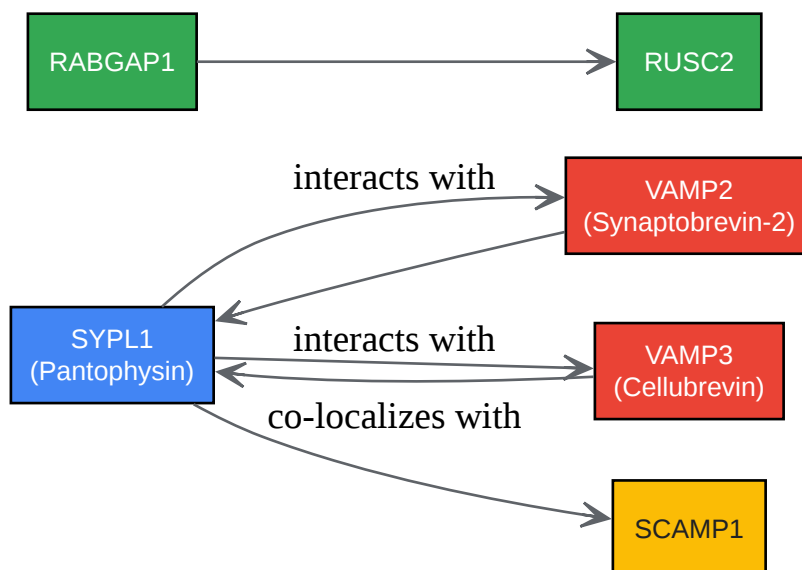 RABGAP1
RUSC2
interacts with
VAMP2
(Synaptobrevin-2)
SYPL1
(Pantophysin)
interacts with
VAMP3
(Cellubrevin)
co-localizes with
SCAMP1